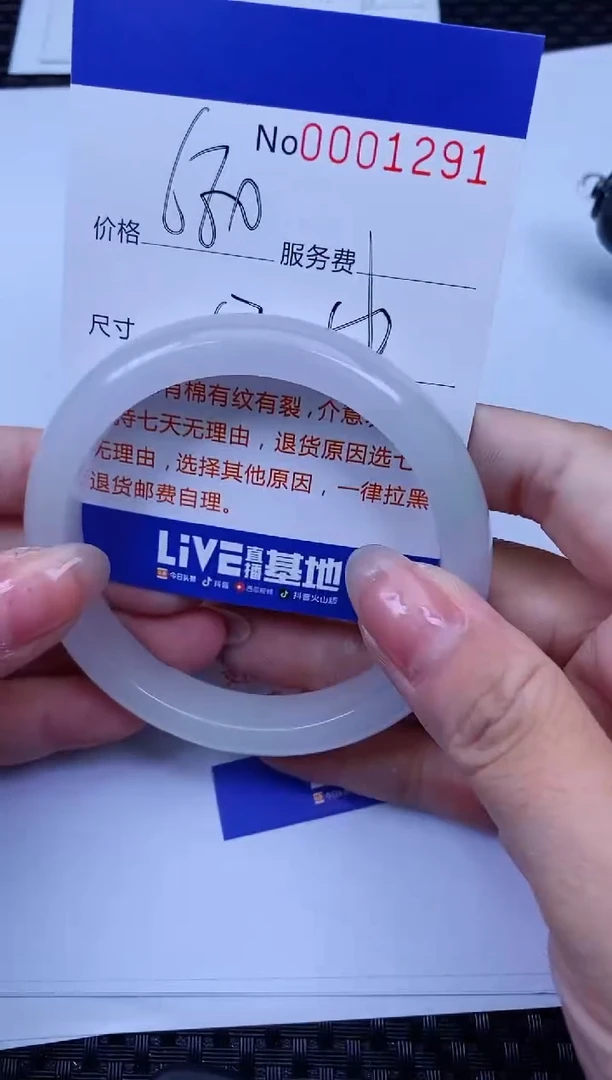 No0001291
价格 服务费
尺寸
有棉有纹有裂，介意
持七天无理由，退货原因选七
无理由，选择其他原因，一律拉黑
退货邮费自理。
LiVE直播基地
今日头条 抖音 西瓜视频 抖音火山版